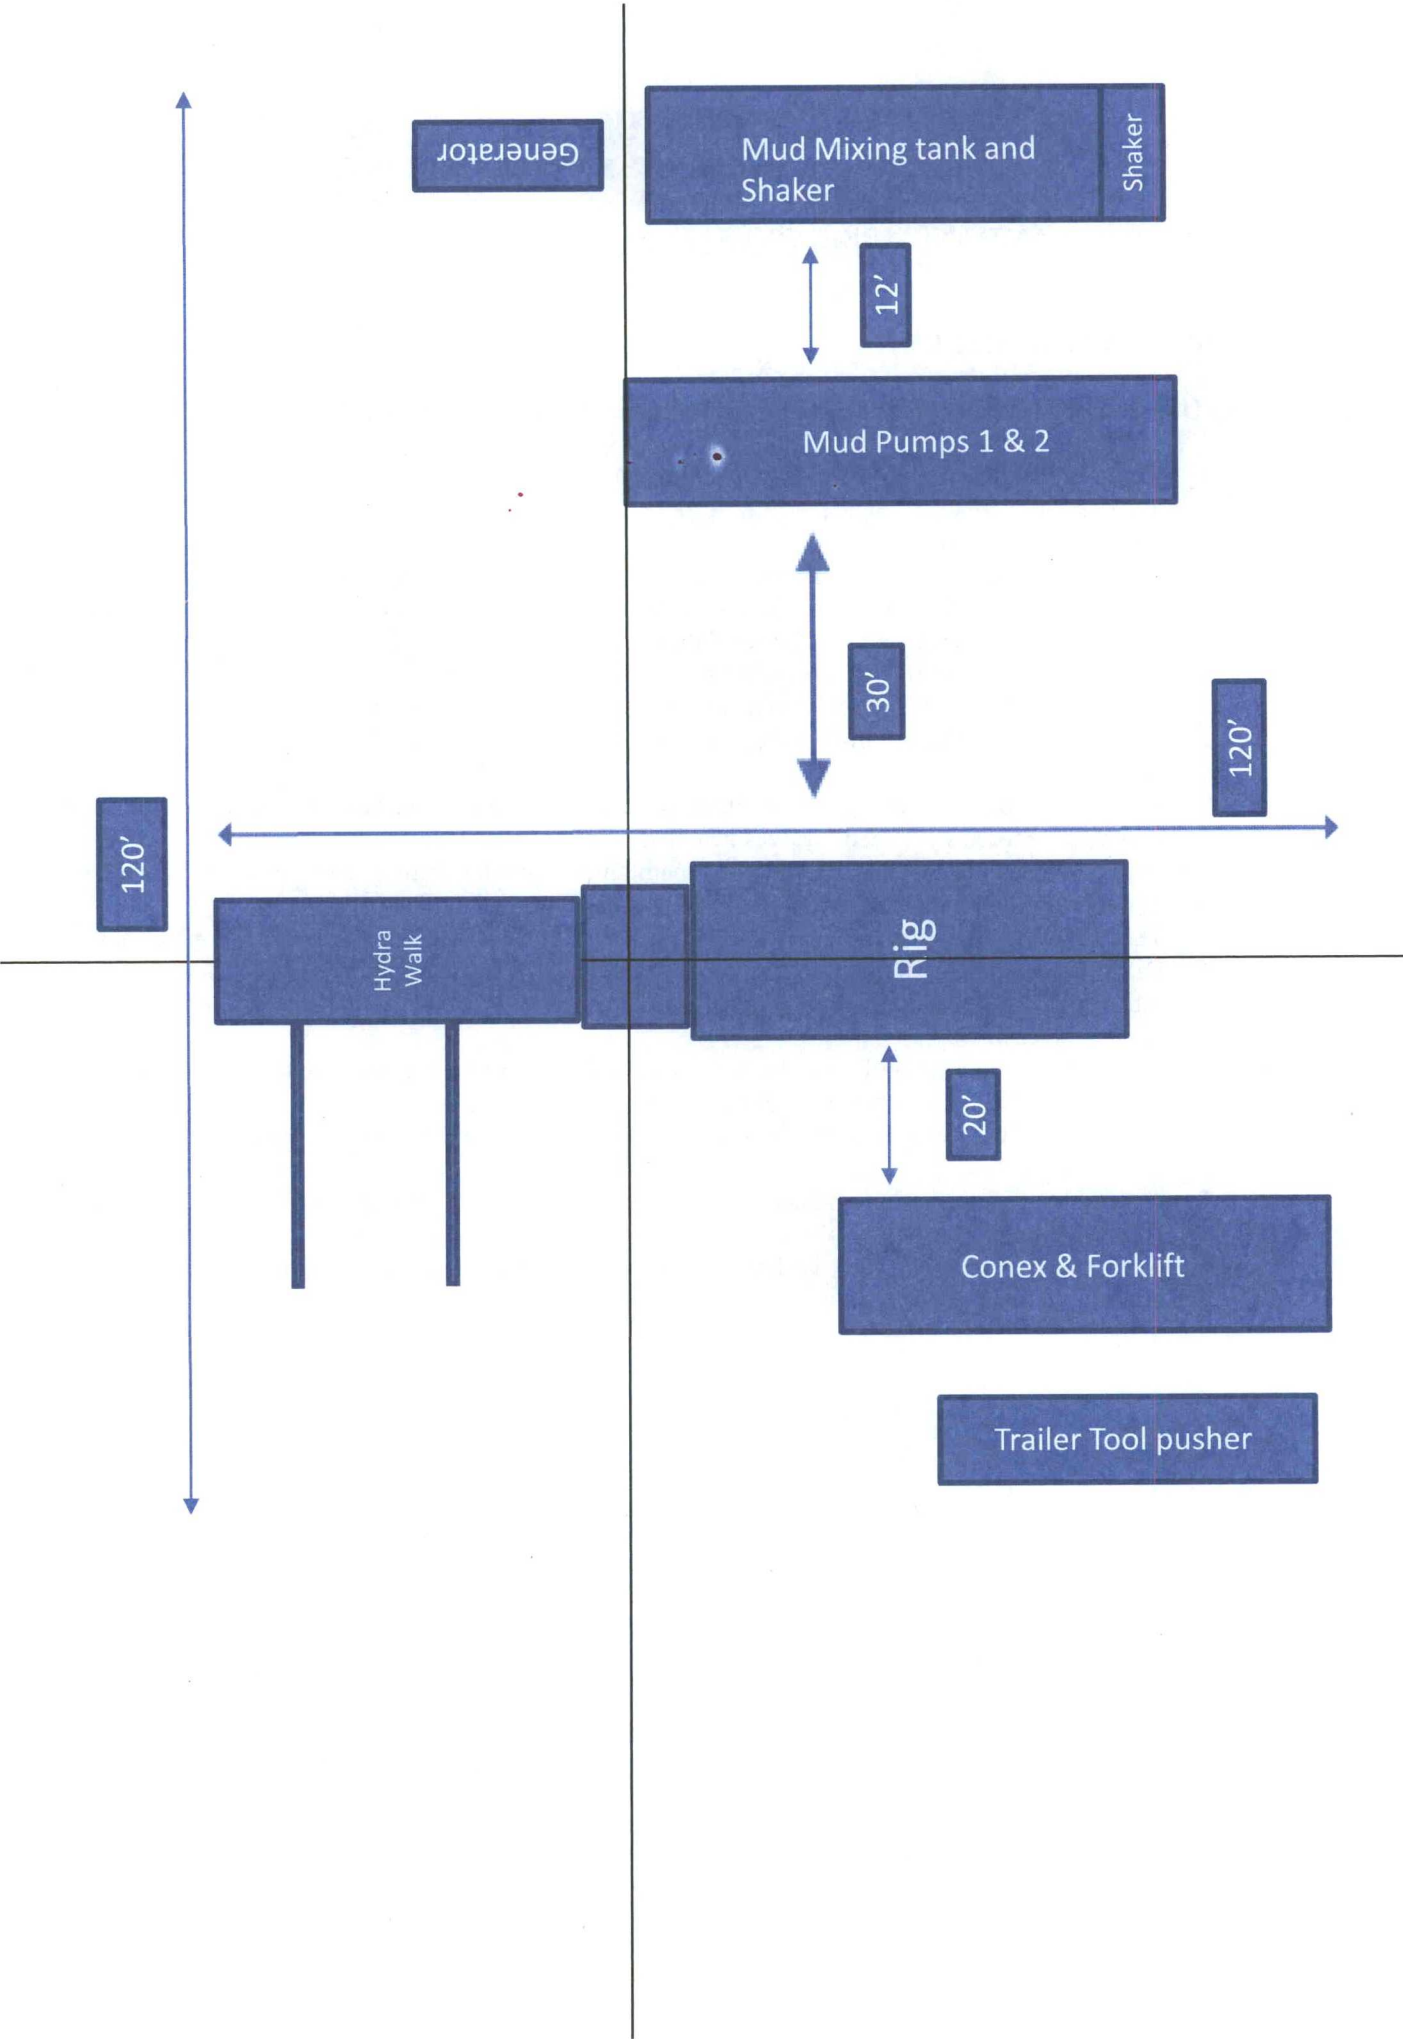 Generator
Mud Mixing tank and
Shaker
Shaker
12’
Mud Pumps 1 & 2
30’
120’
120’
Hydra
Walk
Rig
20’
Conex & Forklift
Trailer Tool pusher